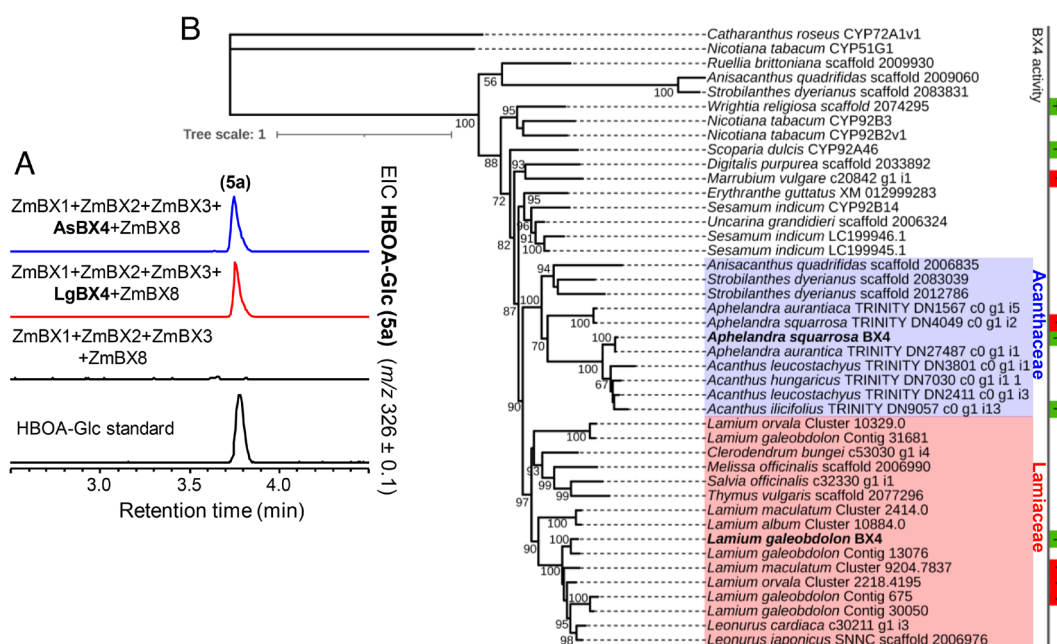 A
(5a)
ZmBX1+ZmBX2+ZmBX3+
AsBX4+ZmBX8
ZmBX1+ZmBX2+ZmBX3+
LgBX4+ZmBX8
ZmBX1+ZmBX2+ZmBX3
+ZmBX8
HBOA-Glc standard
3.0 3.5 4.0
Retention time (min)
EIC HBOA-Glc (5a) (m/z 326 ± 0.1)
B
Tree scale: 1
BX4 activity
Catharanthus roseus CYP72A1v1
Nicotiana tabacum CYP51G1
Ruellia brittoniana scaffold 2009930
Anisacanthus quadrifidas scaffold 2009060
Strobilanthes dyerianus scaffold 2083831
Wrightia religiosa scaffold 2074295
Nicotiana tabacum CYP92B3
Nicotiana tabacum CYP92B2v1
Scoparia dulcis CYP92A46
Digitalis purpurea scaffold 2033892
Marrubium vulgare c20842 g1 i1
Erythranthe guttatus XM 012999283
Sesamum indicum CYP92B14
Uncarina grandidieri scaffold 2006324
Sesamum indicum LC199946.1
Sesamum indicum LC199945.1
Anisacanthus quadrifidas scaffold 2006835
Strobilanthes dyerianus scaffold 2083039
Strobilanthes dyerianus scaffold 2012786
Aphelandra aurantiaca TRINITY DN1567 c0 g1 i5
Aphelandra squarrosa TRINITY DN4049 c0 g1 i2
Aphelandra squarrosa BX4
Aphelandra aurantica TRINITY DN27487 c0 g1 i1
Acanthus leucostachyus TRINITY DN3801 c0 g1 i1
Acanthus hungaricus TRINITY DN7030 c0 g1 i1 1
Acanthus leucostachyus TRINITY DN2411 c0 g1 i3
Acanthus ilicifolius TRINITY DN9057 c0 g1 i13
Lamium orvala Cluster 10329.0
Lamium galeobdolon Contig 31681
Clerodendrum bungei c53030 g1 i4
Melissa officinalis scaffold 2006990
Salvia officinalis c32330 g1 i1
Thymus vulgaris scaffold 2077296
Lamium maculatum Cluster 2414.0
Lamium album Cluster 10884.0
Lamium galeobdolon BX4
Lamium galeobdolon Contig 13076
Lamium maculatum Cluster 9204.7837
Lamium orvala Cluster 2218.4195
Lamium galeobdolon Contig 675
Lamium galeobdolon Contig 30050
Leonurus cardiaca c30211 g1 i3
Leonurus japonicus SNNC scaffold 2006976
Acanthaceae
Lamiaceae
56
100
100
95
88
72
93
95
82
96
91
100
94
100
87
100
70
100
100
67
90
100
93
99
99
97
100
90
100
100
100
95
98